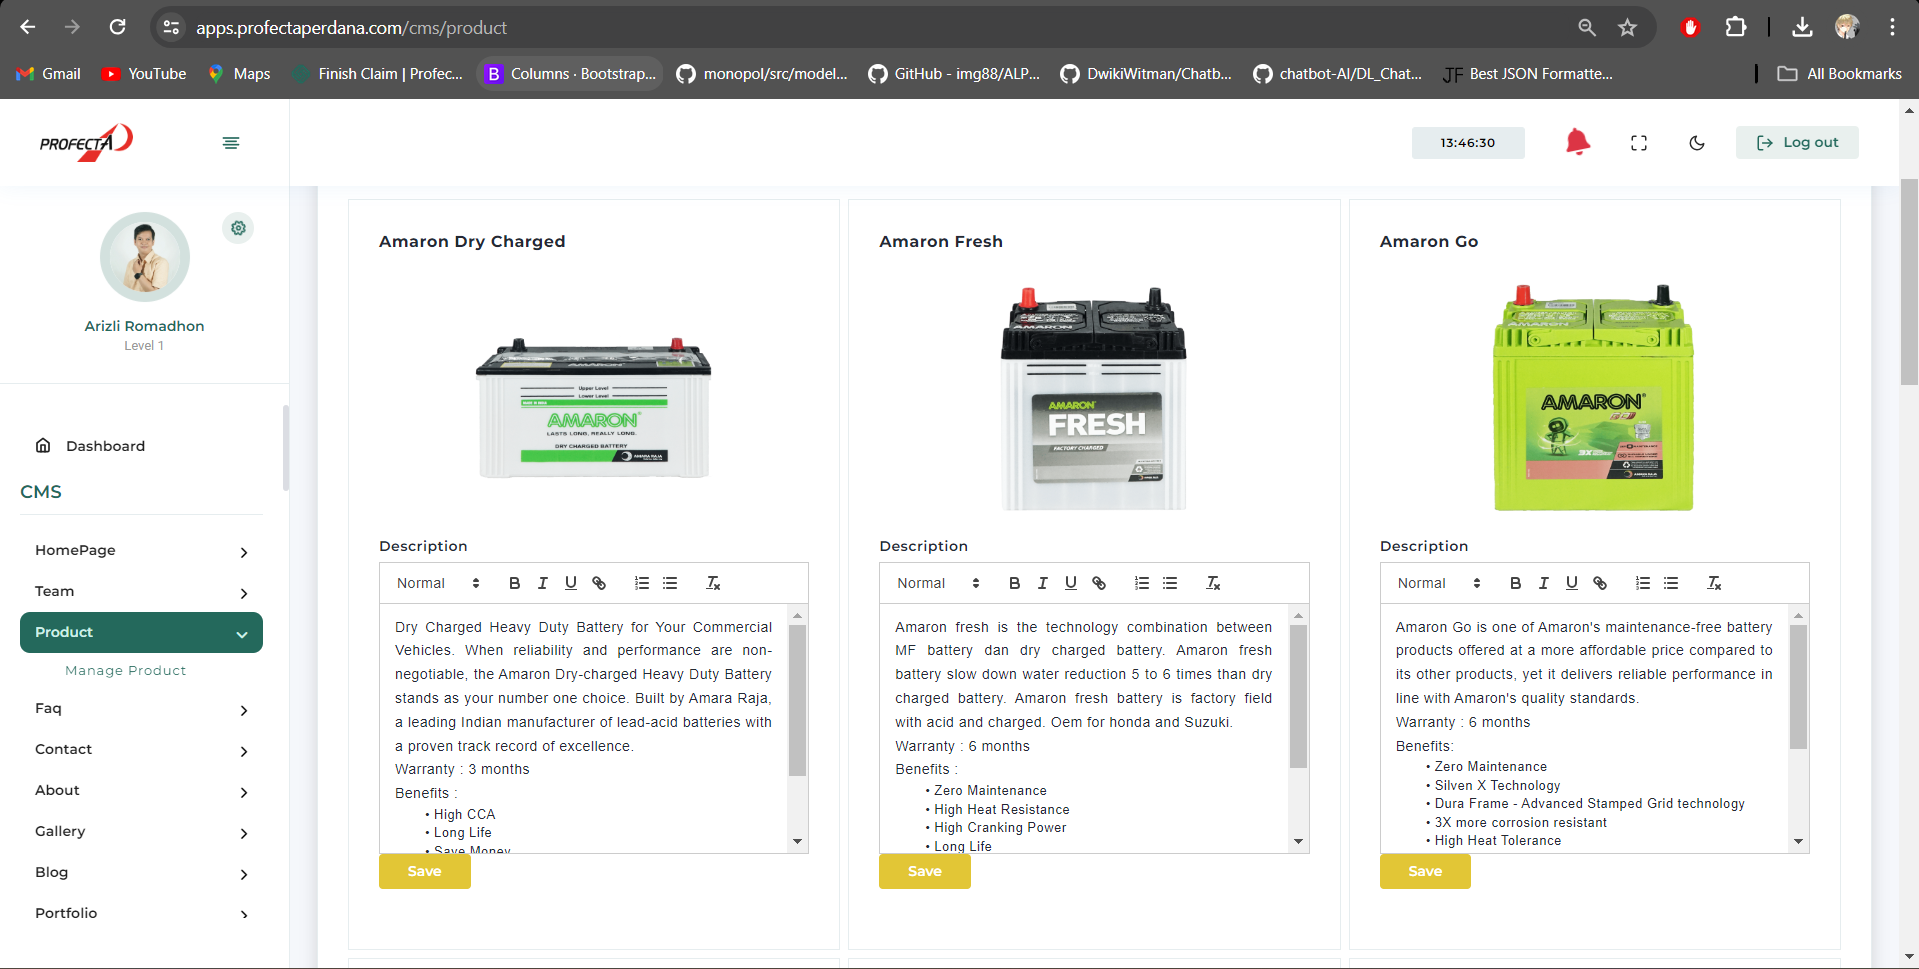 apps.profectaperdana.com/cms/product
Gmail
YouTube
Maps
Finish Claim | Profec...
B Columns · Bootstrap...
monopol/src/model...
GitHub - img88/ALP...
DwikiWitman/Chatb...
chatbot-AI/DL_Chat...
JF Best JSON Formatte...
All Bookmarks
PROFECTA
13:46:30
Log out
Arizli Romadhon
Level 1
Dashboard
CMS
HomePage
Team
Product
Manage Product
Faq
Contact
About
Gallery
Blog
Portfolio
Amaron Dry Charged
Upper Level
Lower Level
AMARON
LASTS LONG, REALLY LONG.
DRY CHARGED BATTERY
AMARA RAJA
Description
Normal
B I U
Dry Charged Heavy Duty Battery for Your Commercial
Vehicles. When reliability and performance are non-
negotiable, the Amaron Dry-charged Heavy Duty Battery
stands as your number one choice. Built by Amara Raja,
a leading Indian manufacturer of lead-acid batteries with
a proven track record of excellence.
Warranty : 3 months
Benefits :
• High CCA
• Long Life
• Save Money
Save
Amaron Fresh
AMARON
AMARON
FRESH
FACTORY CHARGED
Description
Normal
B I U
Amaron fresh is the technology combination between
MF battery dan dry charged battery. Amaron fresh
battery slow down water reduction 5 to 6 times than dry
charged battery. Amaron fresh battery is factory field
with acid and charged. Oem for honda and Suzuki.
Warranty : 6 months
Benefits :
• Zero Maintenance
• High Heat Resistance
• High Cranking Power
• Long Life
Save
Amaron Go
AMARON
AMARON
AMARON
Description
Normal
B I U
Amaron Go is one of Amaron's maintenance-free battery
products offered at a more affordable price compared to
its other products, yet it delivers reliable performance in
line with Amaron's quality standards.
Warranty : 6 months
Benefits:
• Zero Maintenance
• Silven X Technology
• Dura Frame - Advanced Stamped Grid technology
• 3X more corrosion resistant
• High Heat Tolerance
Save